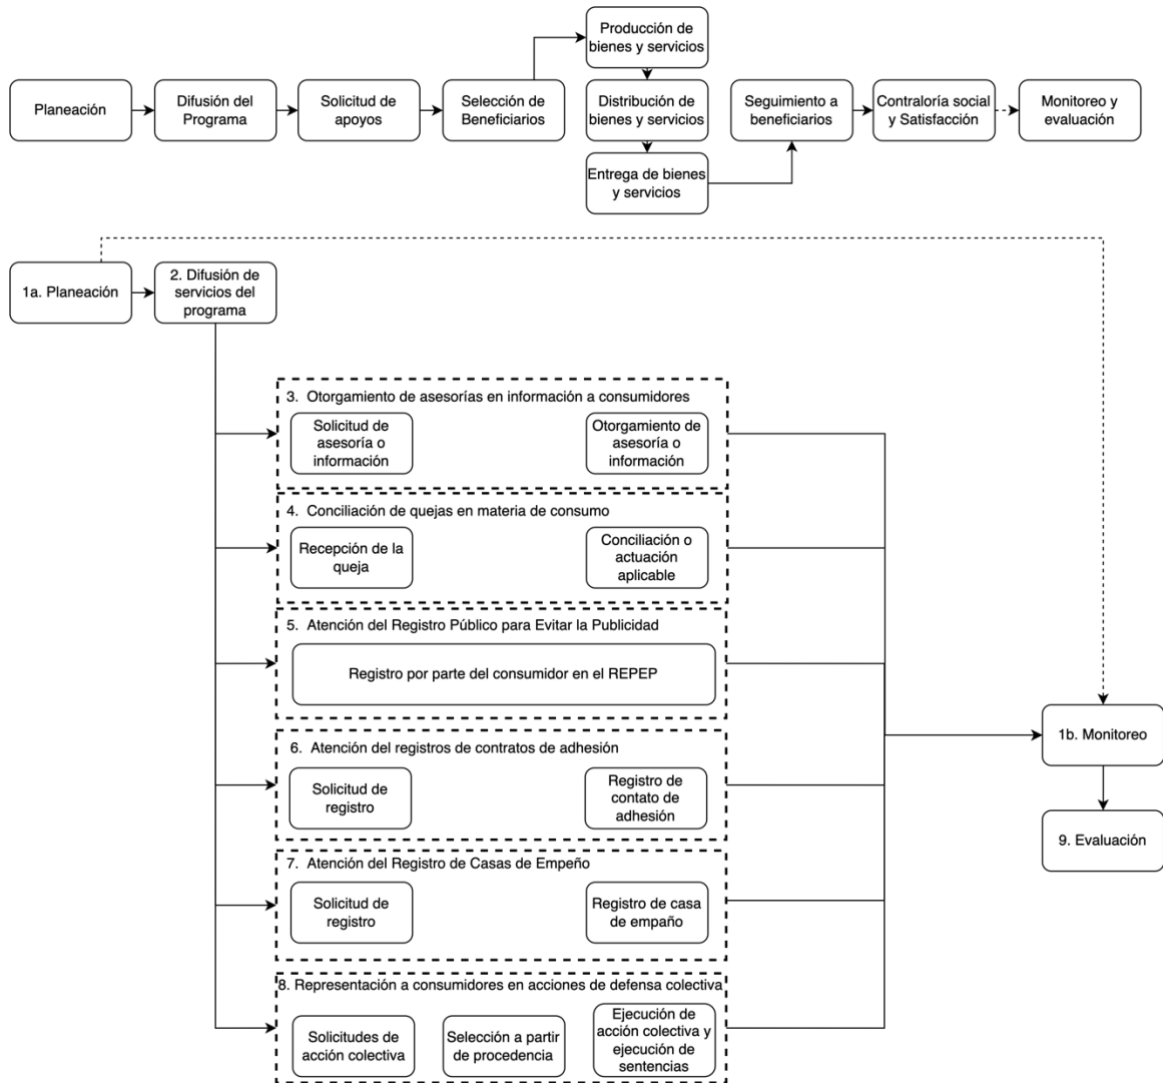 Producción de
bienes y servicios
Planeación
Difusión del
Programa
Solicitud de
apoyos
Selección de
Beneficiarios
Distribución de
bienes y servicios
Seguimiento a
beneficiarios
Contraloría social
y Satisfacción
Monitoreo y
evaluación
Entrega de bienes
y servicios
1a. Planeación
2. Difusión de
servicios del
programa
3. Otorgamiento de asesorías en información a consumidores
Solicitud de
asesoría o
información
Otorgamiento de
asesoría o
información
4. Conciliación de quejas en materia de consumo
Recepción de la
queja
Conciliación o
actuación
aplicable
5. Atención del Registro Público para Evitar la Publicidad
Registro por parte del consumidor en el REPEP
6. Atención del registros de contratos de adhesión
Solicitud de
registro
Registro de
contato de
adhesión
1b. Monitoreo
9. Evaluación
7. Atención del Registro de Casas de Empeño
Solicitud de
registro
Registro de casa
de empaño
8. Representación a consumidores en acciones de defensa colectiva
Solicitudes de
acción colectiva
Selección a partir
de procedencia
Ejecución de
acción colectiva y
ejecución de
sentencias